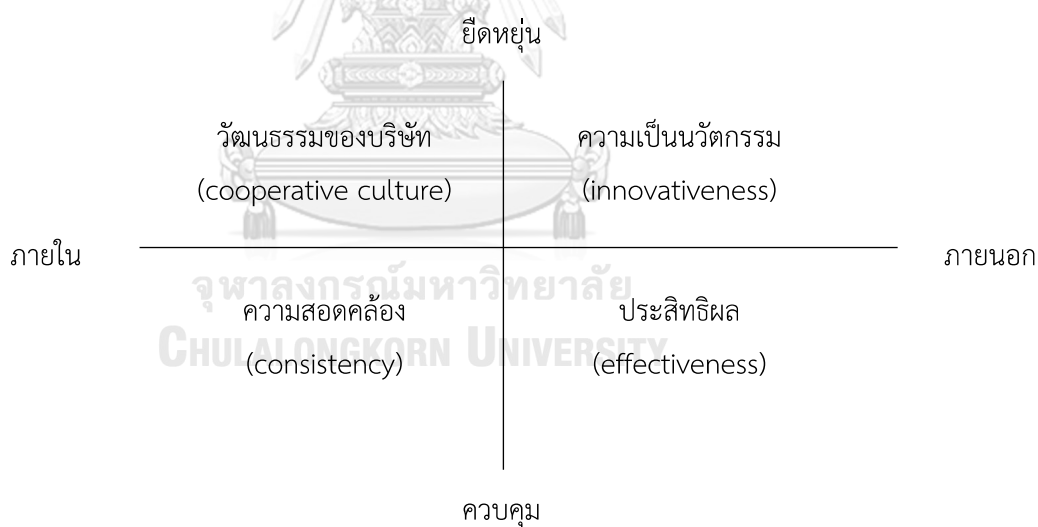 ยืดหยุ่น
วัฒนธรรมของบริษัท
(cooperative culture)
ความเป็นนวัตกรรม
(innovativeness)
ภายใน
ภายนอก
จุฬาลงกรณ์มหาวิทยาลัย
CHULALONGKORN UNIVERSITY
ความสอดคล้อง
(consistency)
ประสิทธิผล
(effectiveness)
ควบคุม